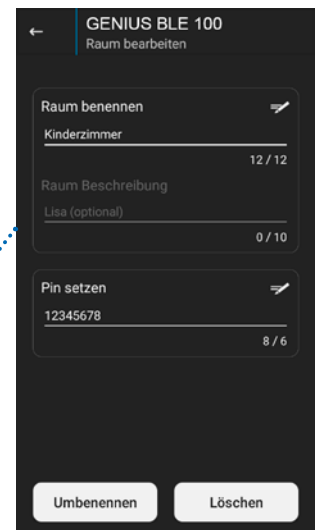 GENIUS BLE 100
Raum bearbeiten
Raum benennen
Kinderzimmer
12 / 12
Raum Beschreibung
Lisa (optional)
0 / 10
Pin setzen
12345678
8 / 6
Umbenennen
Löschen